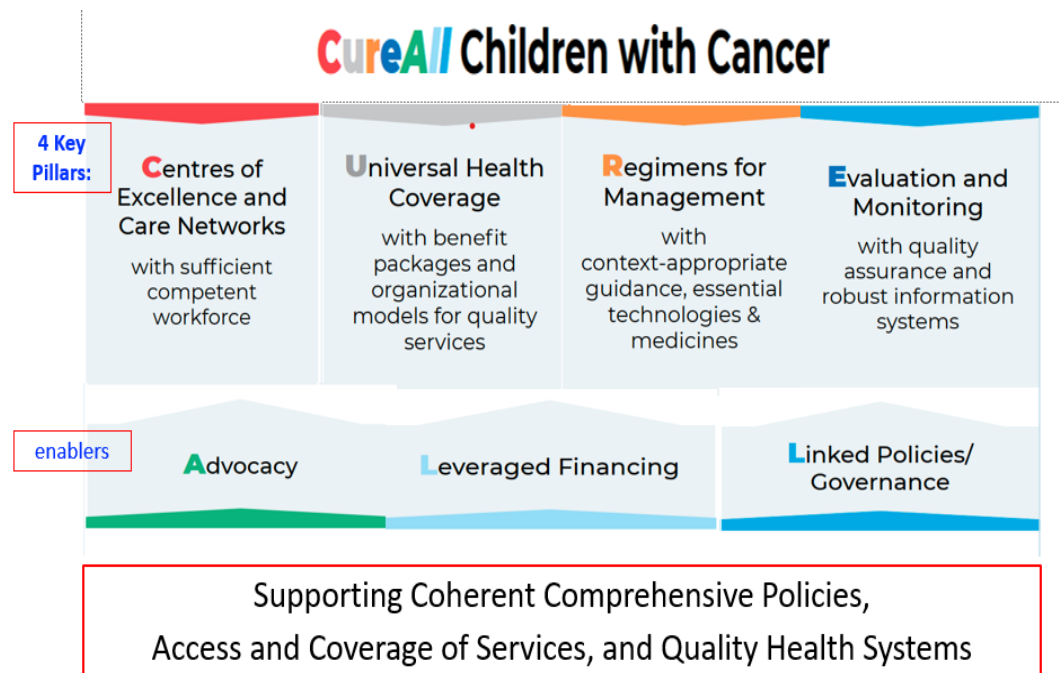 CureAll Children with Cancer
4 Key
Pillars:
Centres of
Excellence and
Care Networks
with sufficient
competent
workforce
Universal Health
Coverage
with benefit
packages and
organizational
models for quality
services
Regimens for
Management
with
context-appropriate
guidance, essential
technologies &
medicines
Evaluation and
Monitoring
with quality
assurance and
robust information
systems
enablers
Advocacy
Leveraged Financing
Linked Policies/
Governance
Supporting Coherent Comprehensive Policies,
Access and Coverage of Services, and Quality Health Systems